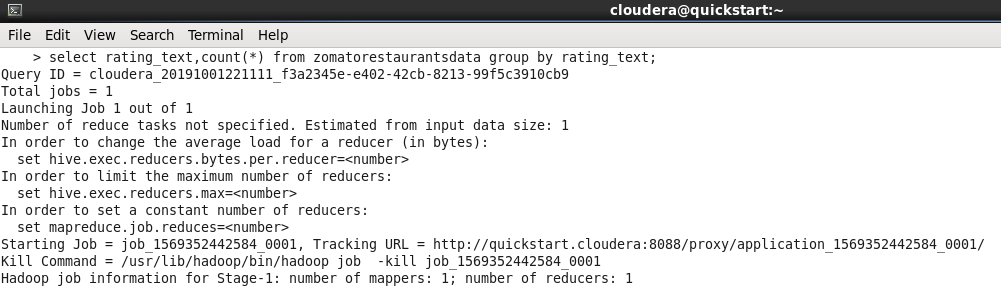 cloudera@quickstart:~
File Edit View Search Terminal Help
> select rating_text,count(*) from zomatorestaurantsdata group by rating_text;
Query ID = cloudera_20191001221111_f3a2345e-e402-42cb-8213-99f5c3910cb9
Total jobs = 1
Launching Job 1 out of 1
Number of reduce tasks not specified. Estimated from input data size: 1
In order to change the average load for a reducer (in bytes):
  set hive.exec.reducers.bytes.per.reducer=<number>
In order to limit the maximum number of reducers:
  set hive.exec.reducers.max=<number>
In order to set a constant number of reducers:
  set mapreduce.job.reduces=<number>
Starting Job = job_1569352442584_0001, Tracking URL = http://quickstart.cloudera:8088/proxy/application_1569352442584_0001/
Kill Command = /usr/lib/hadoop/bin/hadoop job  -kill job_1569352442584_0001
Hadoop job information for Stage-1: number of mappers: 1; number of reducers: 1